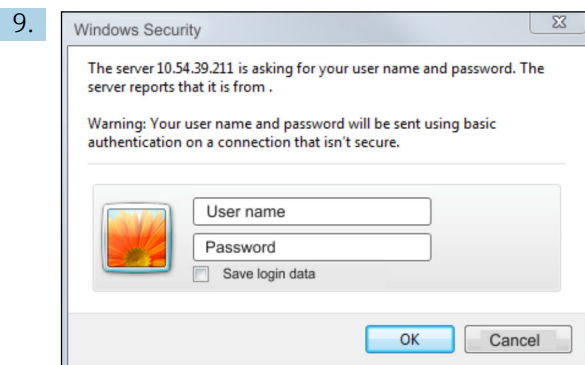 9.
Windows Security
The server 10.54.39.211 is asking for your user name and password. The
server reports that it is from .
Warning: Your user name and password will be sent using basic
authentication on a connection that isn't secure.
User name
Password
Save login data
OK
Cancel